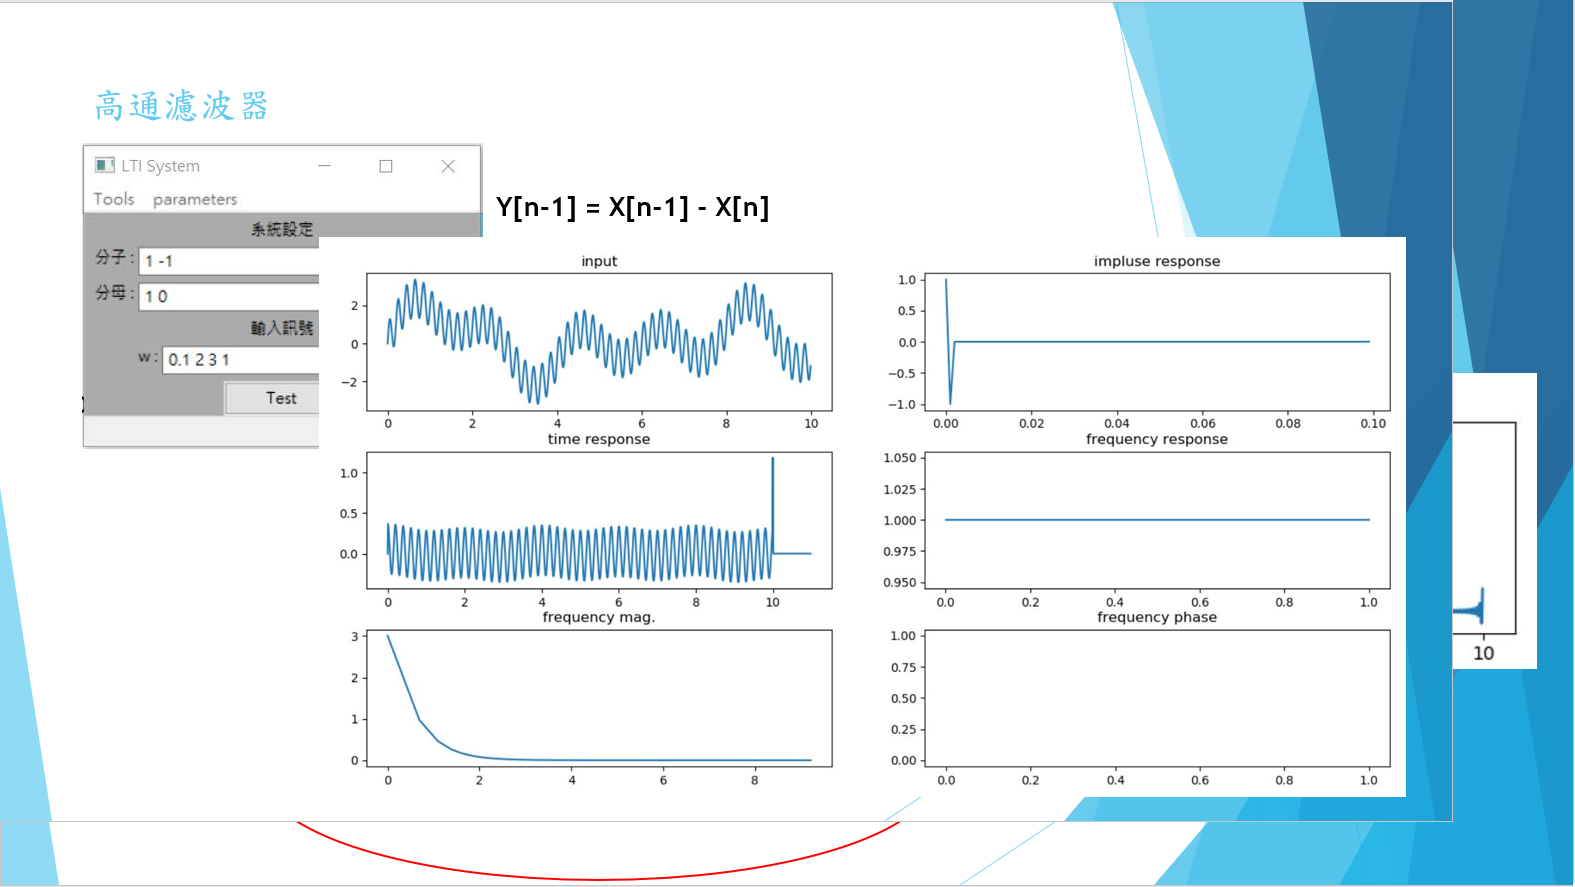 高通濾波器
LTI System
Tools parameters
Y[n-1] = X[n-1] - X[n]
系統設定
分子 : 1 -1
分母 : 1 0
輸入訊號
w : 0.1 2 3 1
Test
input
2
0
−2
0 2 4 6 8 10
impluse response
1.0
0.5
0.0
−0.5
−1.0
0.00 0.02 0.04 0.06 0.08 0.10
time response
1.0
0.5
0.0
0 2 4 6 8 10
frequency response
1.050
1.025
1.000
0.975
0.950
0.0 0.2 0.4 0.6 0.8 1.0
frequency mag.
3
2
1
0
0 2 4 6 8
frequency phase
1.00
0.75
0.50
0.25
0.00
0.0 0.2 0.4 0.6 0.8 1.0
10